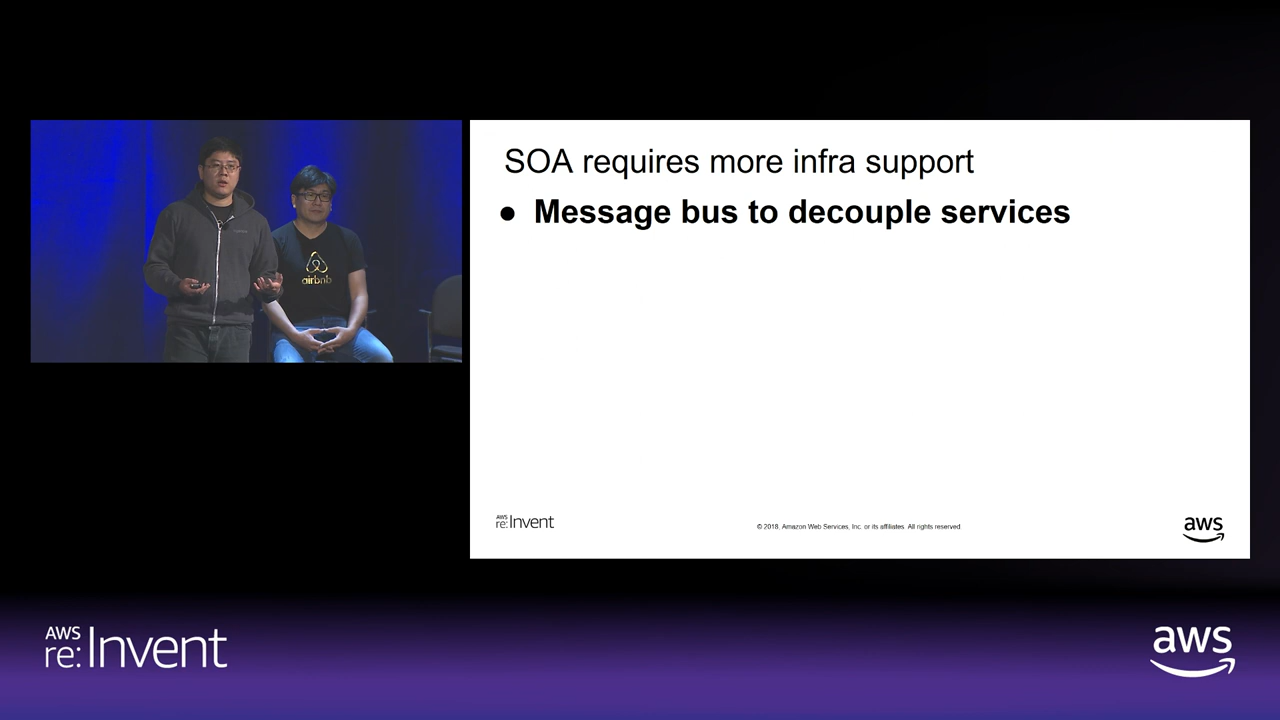 airbnb
SOA requires more infra support
● Message bus to decouple services
AWS
re:Invent
© 2018, Amazon Web Services, Inc. or its affiliates. All rights reserved.
aws
AWS
re:Invent
aws